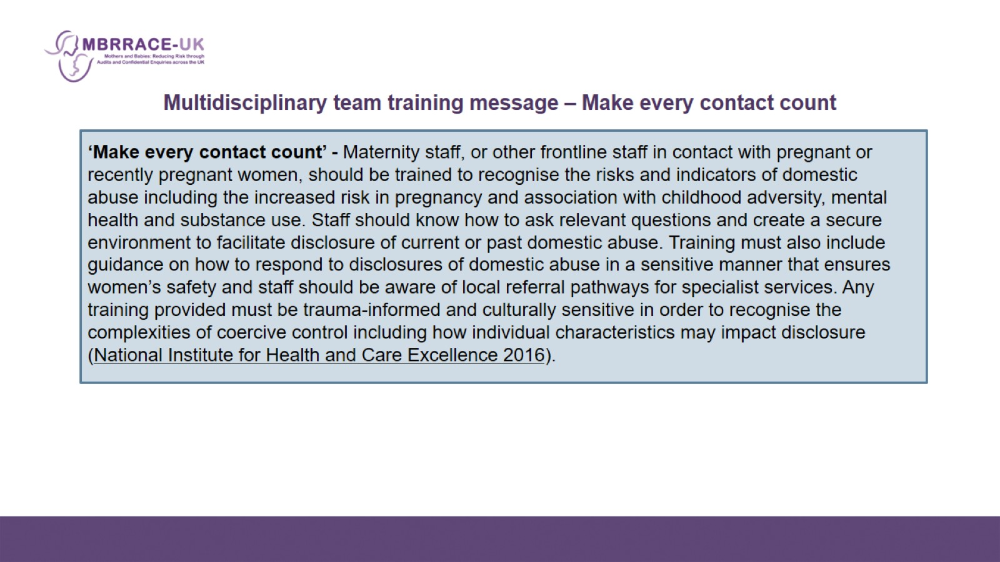 MBRRACE-UK
Mothers and Babies: Reducing Risk through
Audits and Confidential Enquiries across the UK
Multidisciplinary team training message – Make every contact count
‘Make every contact count’ - Maternity staff, or other frontline staff in contact with pregnant or
recently pregnant women, should be trained to recognise the risks and indicators of domestic
abuse including the increased risk in pregnancy and association with childhood adversity, mental
health and substance use. Staff should know how to ask relevant questions and create a secure
environment to facilitate disclosure of current or past domestic abuse. Training must also include
guidance on how to respond to disclosures of domestic abuse in a sensitive manner that ensures
women’s safety and staff should be aware of local referral pathways for specialist services. Any
training provided must be trauma-informed and culturally sensitive in order to recognise the
complexities of coercive control including how individual characteristics may impact disclosure
(National Institute for Health and Care Excellence 2016).